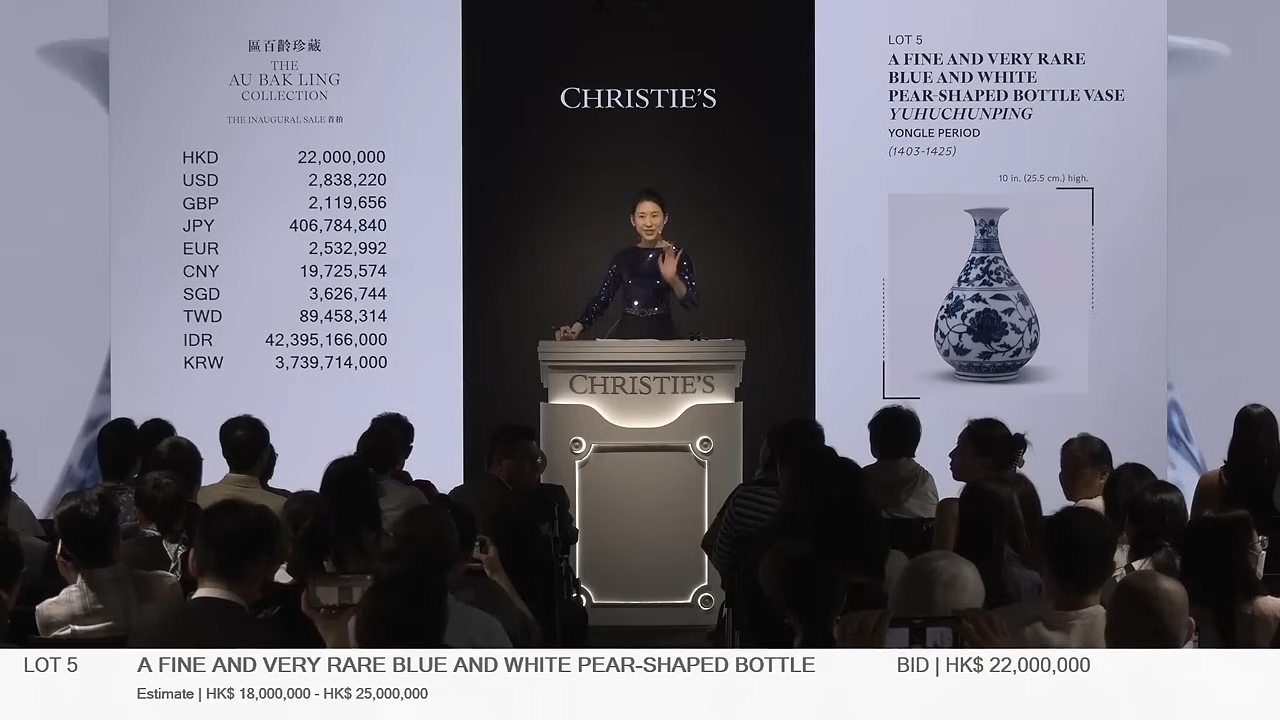 區百齡珍藏
THE
AU BAK LING
COLLECTION
THE INAUGURAL SALE 首拍
HKD 22,000,000
USD 2,838,220
GBP 2,119,656
JPY 406,784,840
EUR 2,532,992
CNY 19,725,574
SGD 3,626,744
TWD 89,458,314
IDR 42,395,166,000
KRW 3,739,714,000
CHRISTIE'S
CHRISTIE'S
LOT 5
A FINE AND VERY RARE
BLUE AND WHITE
PEAR-SHAPED BOTTLE VASE
YUHUCHUNPING
YONGLE PERIOD
(1403-1425)
10 in. (25.5 cm.) high.
LOT 5 A FINE AND VERY RARE BLUE AND WHITE PEAR-SHAPED BOTTLE BID | HK$ 22,000,000
Estimate | HK$ 18,000,000 - HK$ 25,000,000